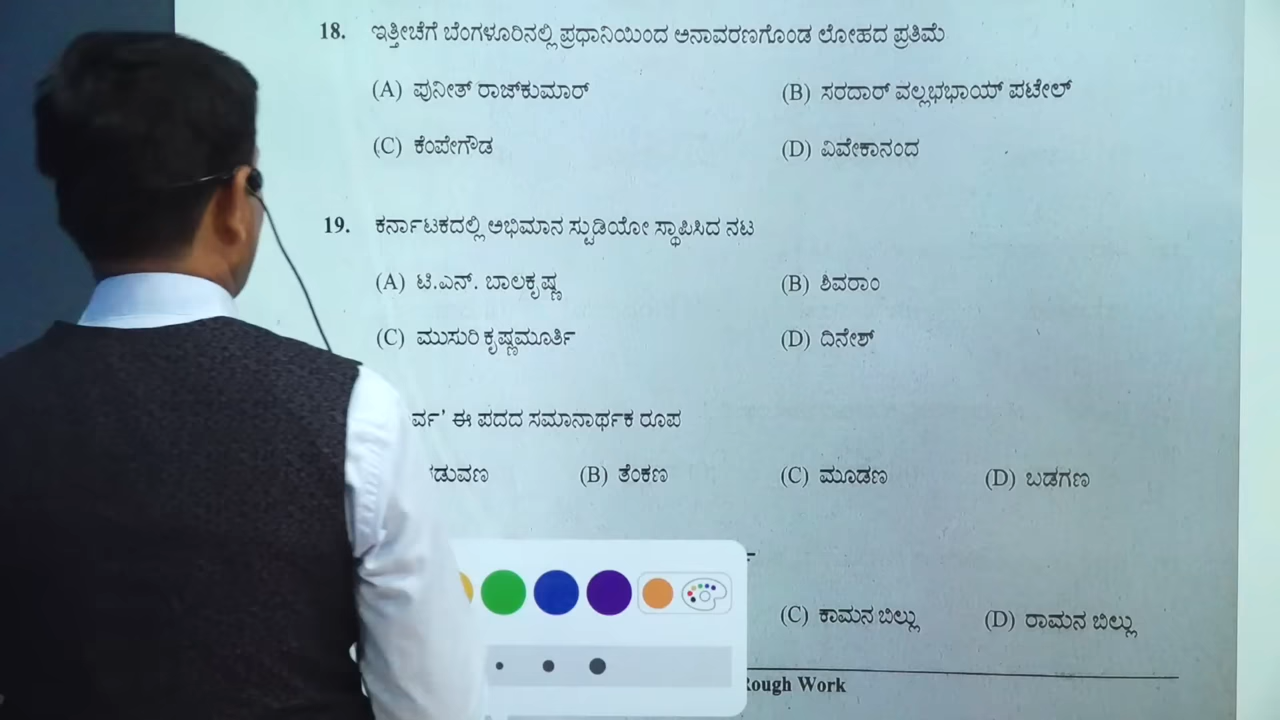 18. ಇತ್ತೀಚೆಗೆ ಬೆಂಗಳೂರಿನಲ್ಲಿ ಪ್ರಧಾನಿಯಿಂದ ಅನಾವರಣಗೊಂಡ ಲೋಹದ ಪ್ರತಿಮೆ
(A) ಪುನೀತ್ ರಾಜ್‌ಕುಮಾರ್ (B) ಸರದಾರ್ ವಲ್ಲಭಭಾಯ್ ಪಟೇಲ್
(C) ಕೆಂಪೇಗೌಡ (D) ವಿವೇಕಾನಂದ
19. ಕರ್ನಾಟಕದಲ್ಲಿ ಅಭಿಮಾನ ಸ್ಟುಡಿಯೋ ಸ್ಥಾಪಿಸಿದ ನಟ
(A) ಟಿ.ಎನ್. ಬಾಲಕೃಷ್ಣ (B) ಶಿವರಾಂ
(C) ಮುಸುರಿ ಕೃಷ್ಣಮೂರ್ತಿ (D) ದಿನೇಶ್
ರ್ವ' ಈ ಪದದ ಸಮಾನಾರ್ಥಕ ರೂಪ
ಡುವಣ (B) ತೆಂಕಣ (C) ಮೂಡಣ (D) ಬಡಗಣ
(C) ಕಾಮನ ಬಿಲ್ಲು (D) ರಾಮನ ಬಿಲ್ಲು
Rough Work